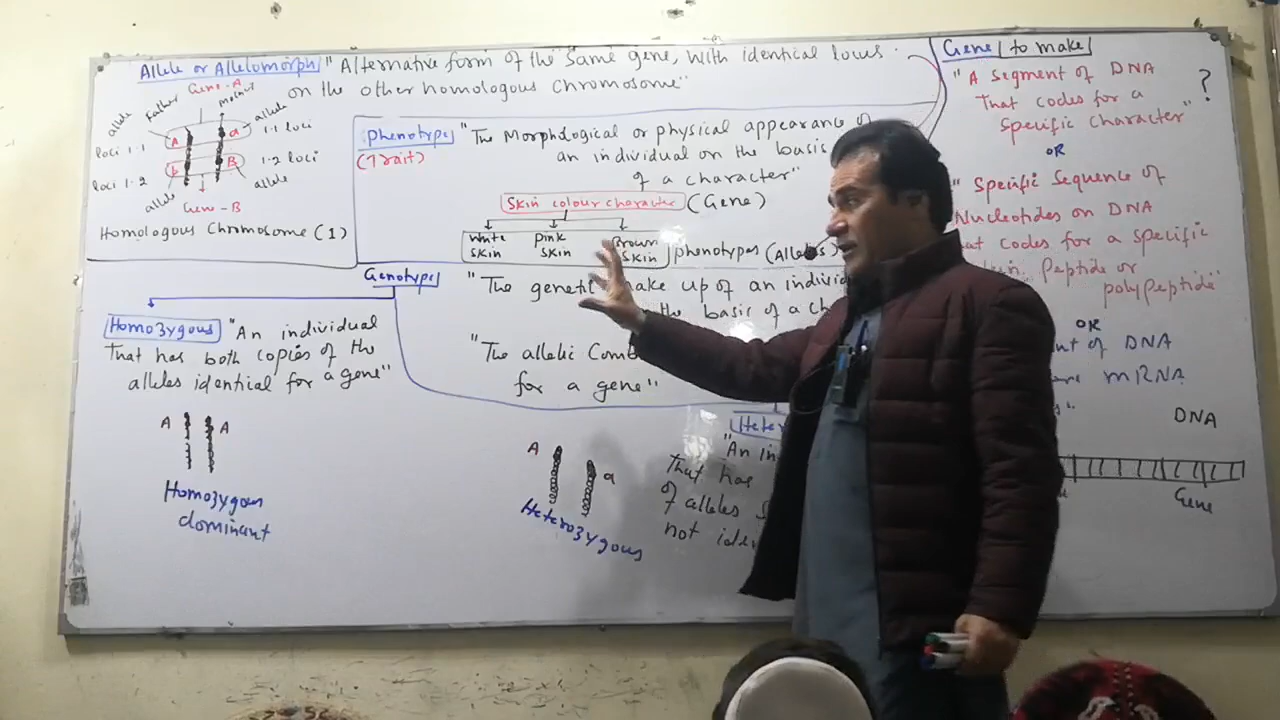 Allele or Allelomorph "Alternative form of the same gene, with identical locus
on the other homologous chromosome"
Gene-A
Father
Mother
allele
allele
loci 1.1
A
a
1.1 loci
loci 1.2
b
B
1.2 loci
allele
allele
Gene-B
Homologous Chromosome (1)
phenotype "The Morphological or physical appearance of
(Trait)
an individual on the basis
of a character"
Skin colour character (Gene)
white skin
pink skin
Brown skin
phenotypes (Alleles)
Genotype
"The genetic make up of an individ
the basic of a ch
"The allelic Com
for a gene"
Homozygous "An individual
That has both copies of the
alleles identical for a gene"
A
A
Homozygous
dominant
A
a
Heterozygous
Heter
"An in
That has
of alleles
not iden
Gene to make
"A Segment of DNA
That codes for a
specific character"
?
OR
"Specific Sequence of
Nucleotides on DNA
at codes for a specific
Peptide or
polypeptide"
OR
nt of DNA
mRNA
DNA
Gene